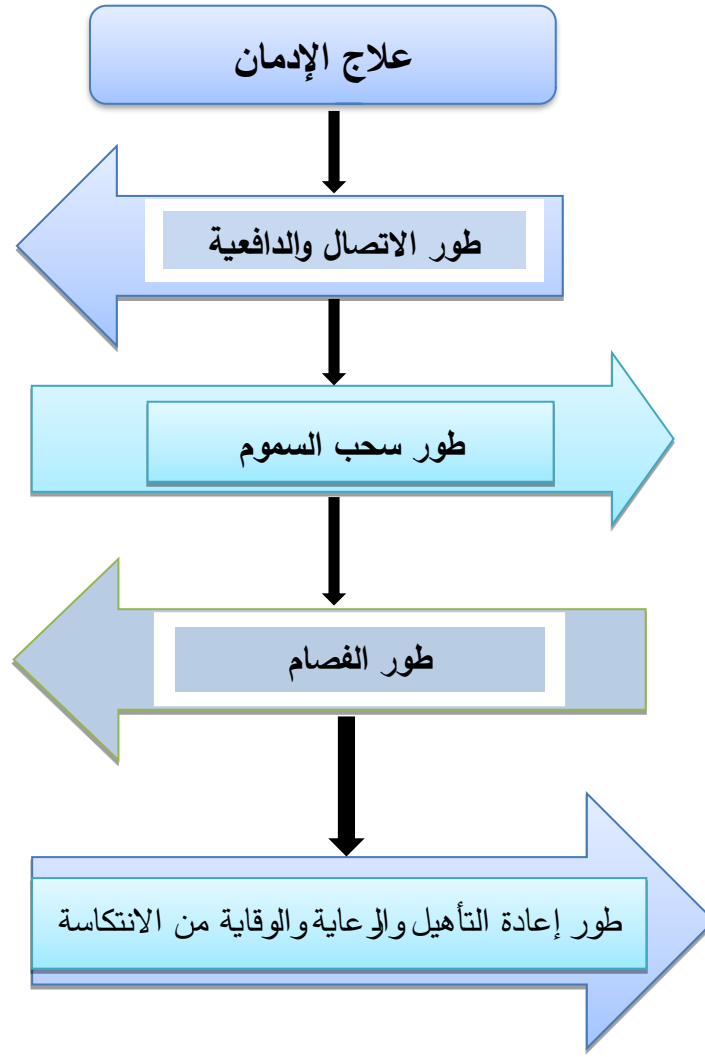 علاج الإدمان
طور الاتصال والدافعية
طور سحب السموم
طور الفصام
طور إعادة التأهيل والرعاية والوقاية من الانتكاسة